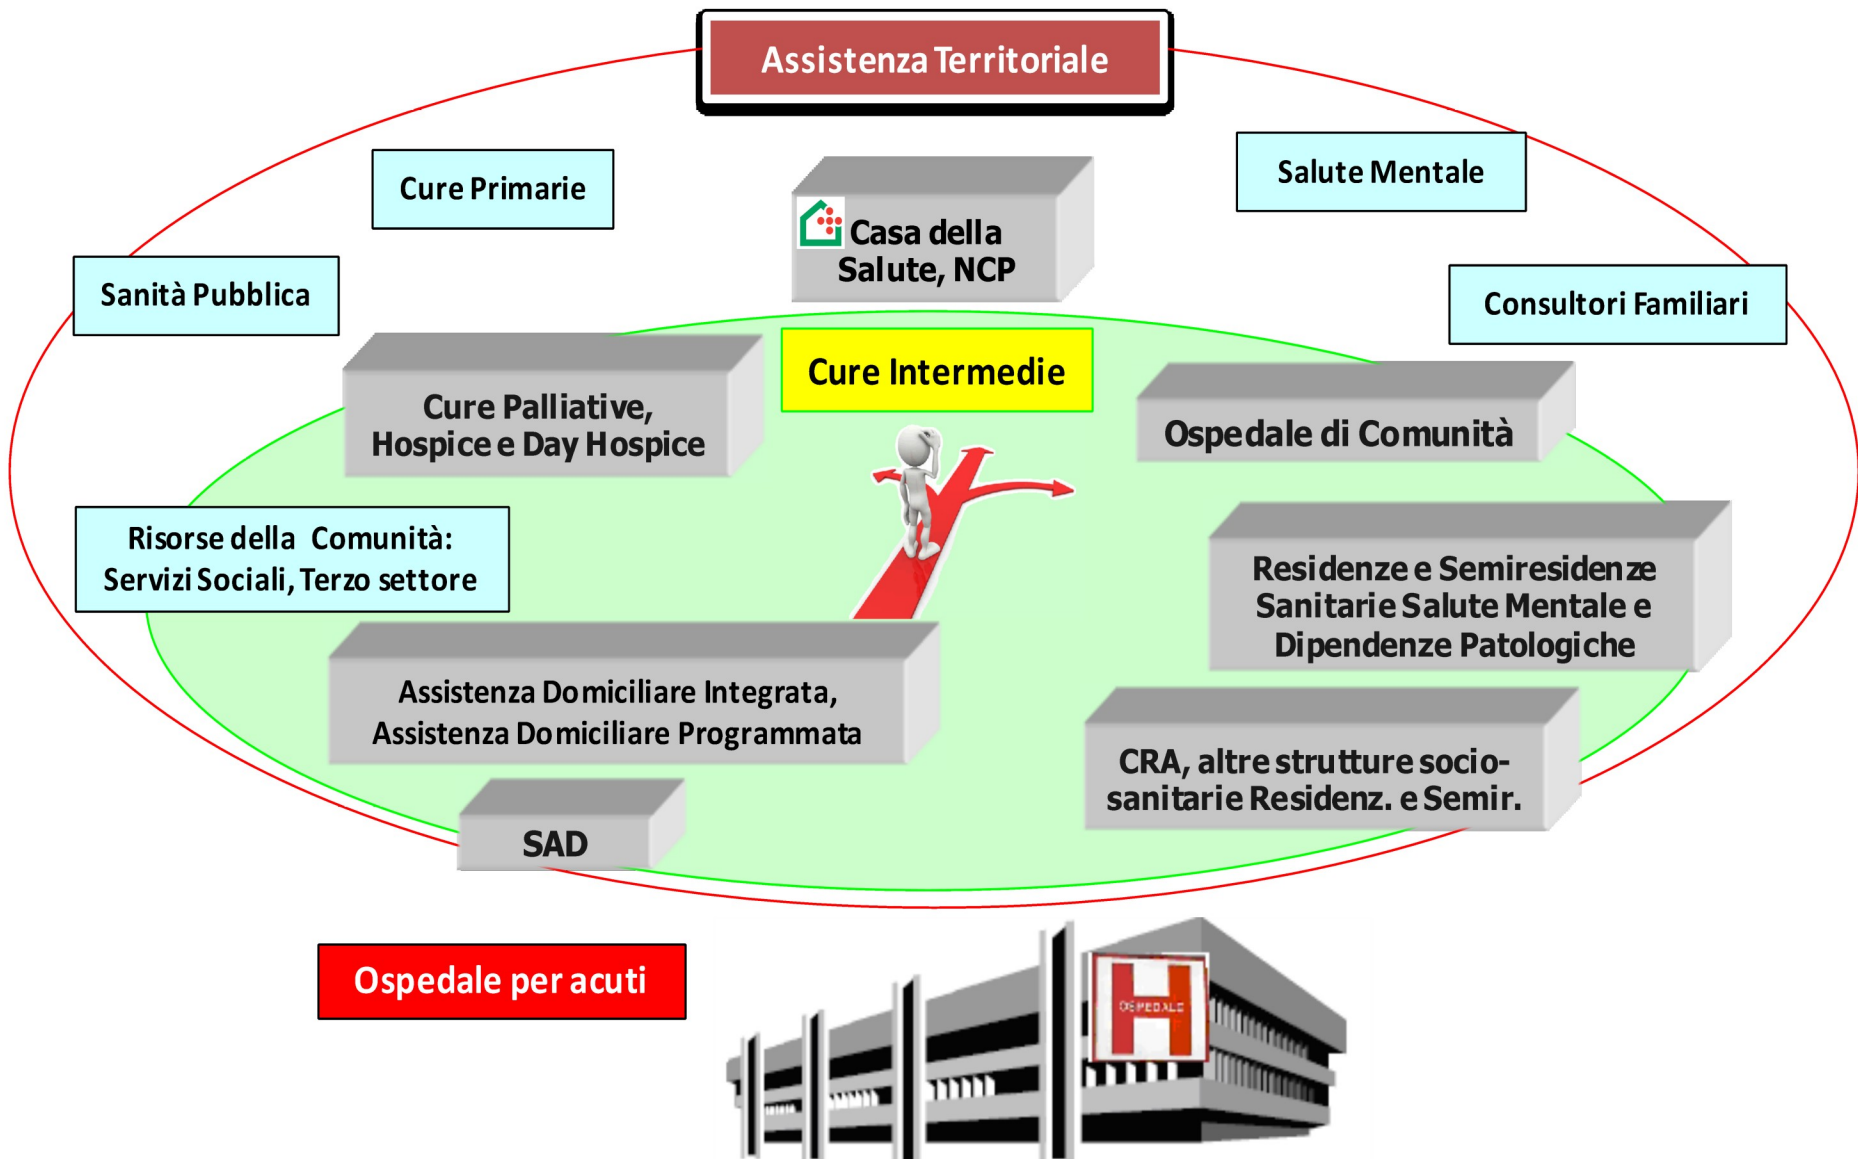 Assistenza Territoriale
Cure Primarie
Salute Mentale
Casa della
Salute, NCP
Sanità Pubblica
Consultori Familiari
Cure Intermedie
Cure Palliative,
Hospice e Day Hospice
Ospedale di Comunità
Risorse della Comunità:
Servizi Sociali, Terzo settore
Residenze e Semiresidenze
Sanitarie Salute Mentale e
Dipendenze Patologiche
Assistenza Domiciliare Integrata,
Assistenza Domiciliare Programmata
CRA, altre strutture socio-
sanitarie Residenz. e Semir.
SAD
Ospedale per acuti
H
OSPEDALE